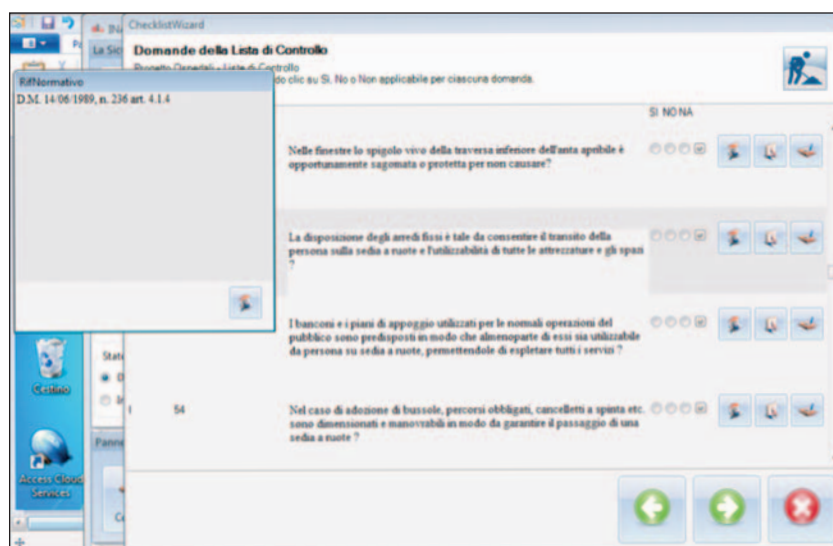 ChecklistWizard
La Sic
Domande della Lista di Controllo
Progetto Ospedali - Lista di Controllo
do clic su Sì, No o Non applicabile per ciascuna domanda.
RifNormativo
D.M. 14/06/1989, n. 236 art. 4.1.4
SI NO NA
Nelle finestre lo spigolo vivo della traversa inferiore dell'anta apribile è
opportunamente sagomata o protetta per non causare?
La disposizione degli arredi fissi è tale da consentire il transito della
persona sulla sedia a ruote e l'utilizzabilità di tutte le attrezzature e gli spazi
?
I banconi e i piani di appoggio utilizzati per le normali operazioni del
pubblico sono predisposti in modo che almenoparte di essi sia utilizzabile
da persona su sedia a ruote, permettendole di espletare tutti i servizi ?
54
Nel caso di adozione di bussole, percorsi obbligati, cancelletti a spinta etc.
sono dimensionati e manovrabili in modo da garantire il passaggio di una
sedia a ruote ?
Cestino
Access Cloud
Services
Stat
Panne